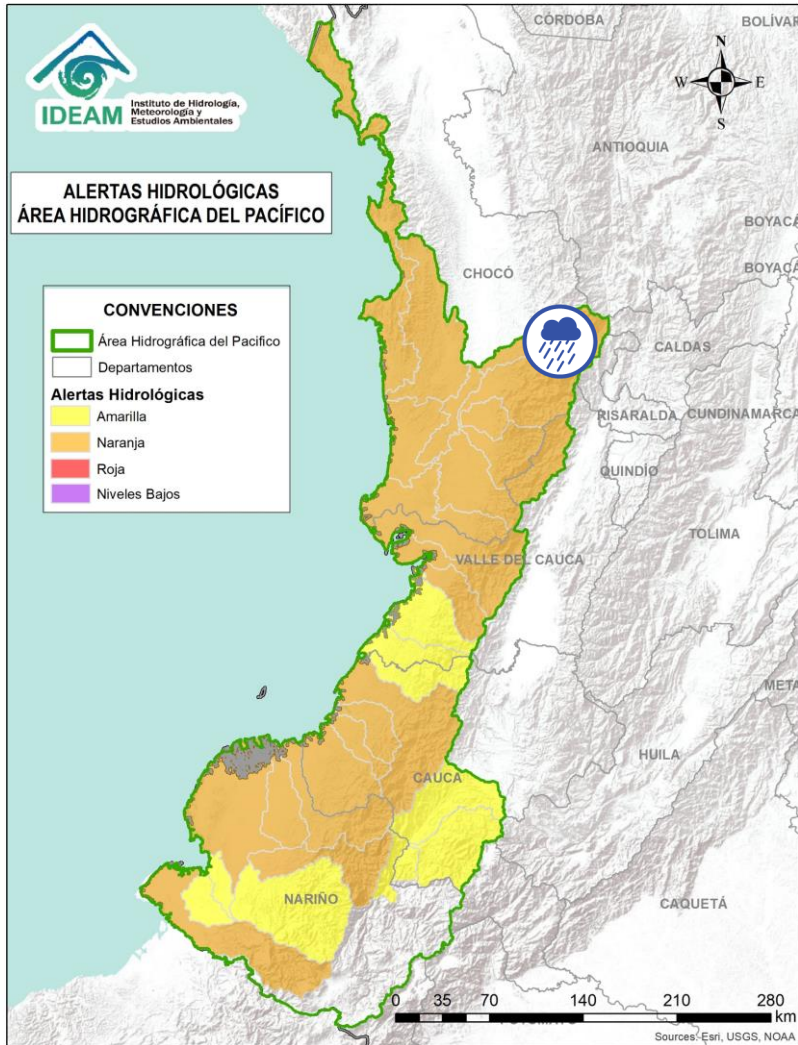 CÓRDOBA
BOLÍVAR
IDEAM
Instituto de Hidrología,
Meteorología y
Estudios Ambientales
N
W
E
S
ANTIOQUIA
ALERTAS HIDROLÓGICAS
ÁREA HIDROGRÁFICA DEL PACÍFICO
BOYACÁ
BOYACÁ
CHOCÓ
CONVENCIONES
Área Hidrográfica del Pacifico
Departamentos
Alertas Hidrológicas
Amarilla
Naranja
Roja
Niveles Bajos
CALDAS
RISARALDA
CUNDINAMARCA
QUINDÍO
TOLIMA
VALLE DEL CAUCA
META
HUILA
CAUCA
NARIÑO
CAQUETÁ
0 35 70 140 210 280
km
Sources: Esri, USGS, NOAA